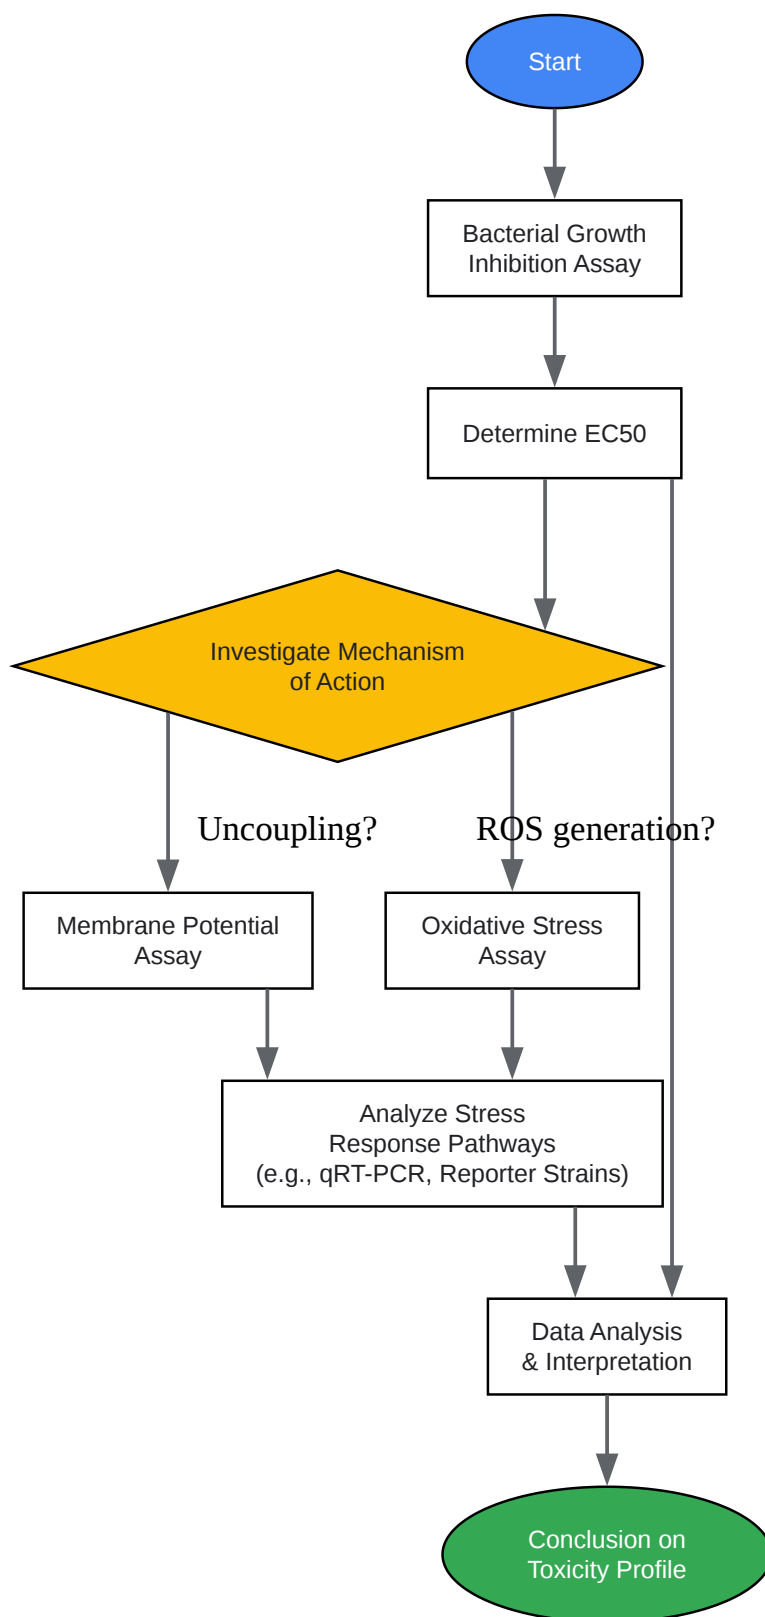 Start
Bacterial Growth
Inhibition Assay
Determine EC50
Investigate Mechanism
of Action
Uncoupling?
ROS generation?
Membrane Potential
Assay
Oxidative Stress
Assay
Analyze Stress
Response Pathways
(e.g., qRT-PCR, Reporter Strains)
Data Analysis
& Interpretation
Conclusion on
Toxicity Profile